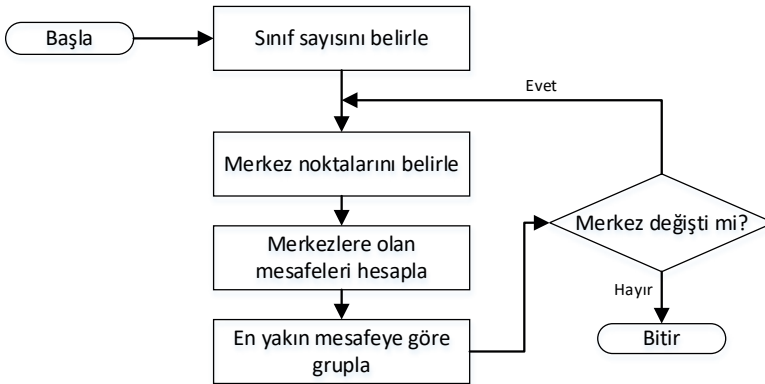 Başla
Sınıf sayısını belirle
Evet
Merkez noktalarını belirle
Merkezlere olan
mesafeleri hesapla
En yakın mesafeye göre
grupla
Merkez değişti mi?
Hayır
Bitir